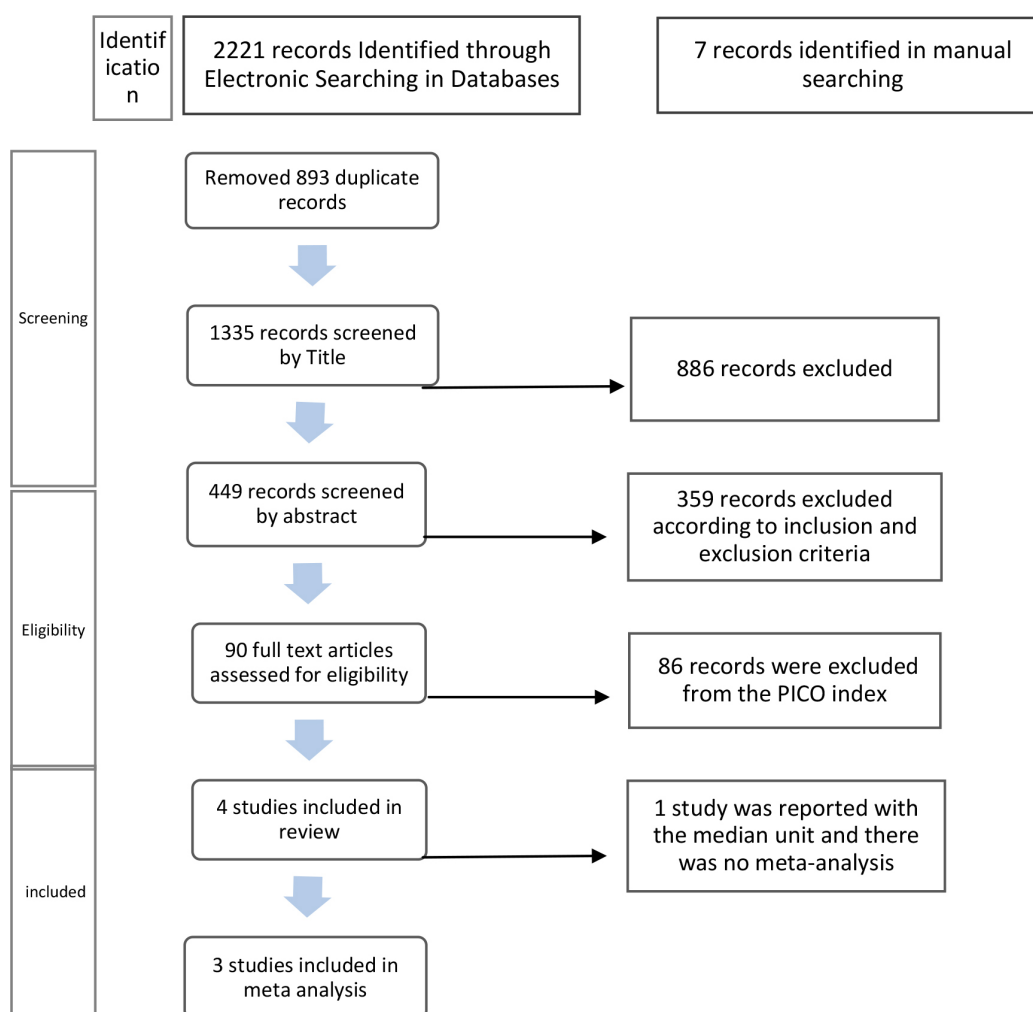 Identif
icatio
n
2221 records Identified through
Electronic Searching in Databases
7 records identified in manual
searching
Screening
Removed 893 duplicate
records
1335 records screened
by Title
886 records excluded
449 records screened
by abstract
359 records excluded
according to inclusion and
exclusion criteria
Eligibility
90 full text articles
assessed for eligibility
86 records were excluded
from the PICO index
included
4 studies included in
review
1 study was reported with
the median unit and there
was no meta-analysis
3 studies included in
meta analysis